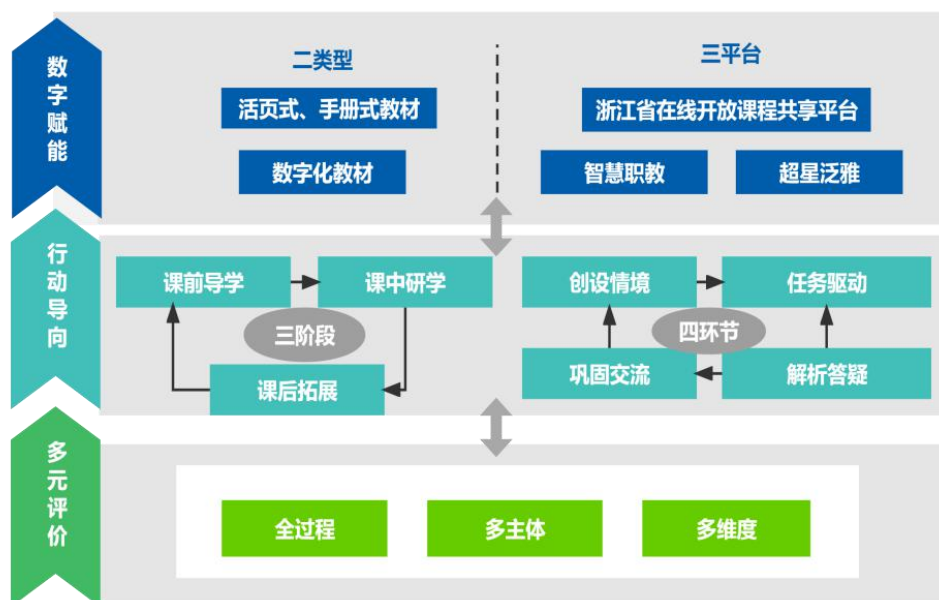 数字赋能
二类型
活页式、手册式教材
数字化教材
三平台
浙江省在线开放课程共享平台
智慧职教
超星泛雅
行动导向
课前导学
课中研学
三阶段
课后拓展
创设情境
任务驱动
四环节
巩固交流
解析答疑
多元评价
全过程
多主体
多维度